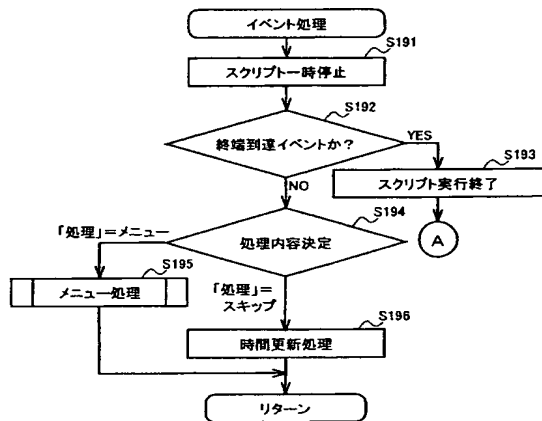 イベント処理
S191
スクリプト一時停止
S192
終端到達イベントか?
YES
S193
スクリプト実行終了
NO
A
S194
処理内容決定
「処理」=メニュー
S195
メニュー処理
「処理」=
スキップ
S196
時間更新処理
リターン